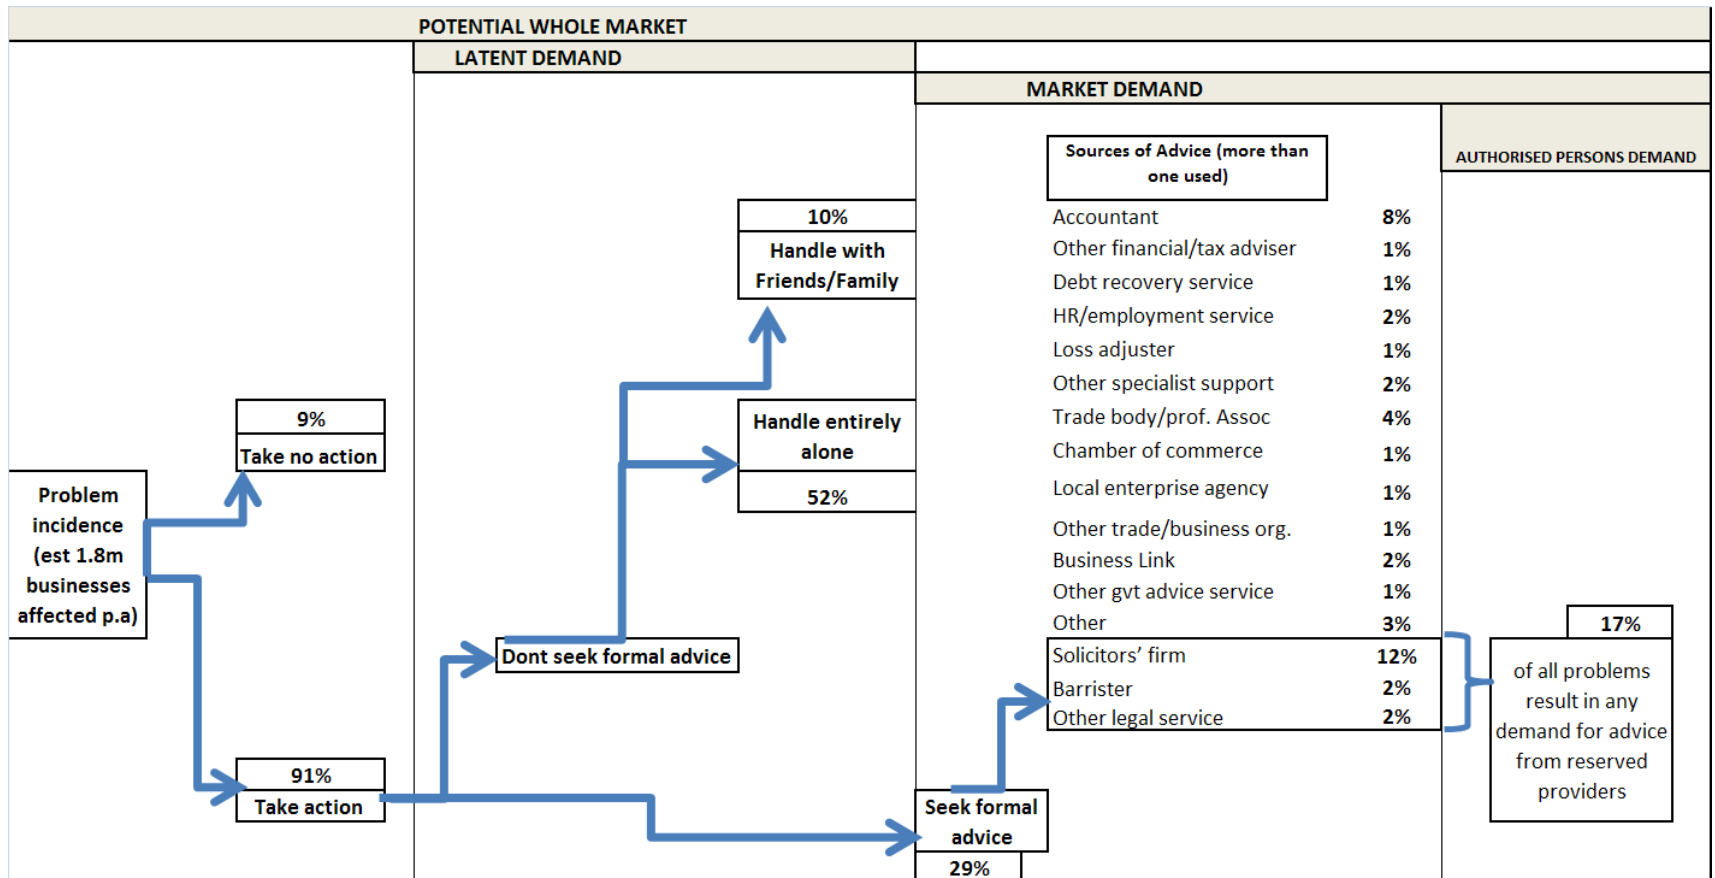 POTENTIAL WHOLE MARKET
LATENT DEMAND
MARKET DEMAND
AUTHORISED PERSONS DEMAND
Problem
incidence
(est 1.8m
businesses
affected p.a)
9%
Take no action
91%
Take action
Dont seek formal advice
10%
Handle with
Friends/Family
Handle entirely
alone
52%
Seek formal
advice
29%
Sources of Advice (more than
one used)
Accountant 8%
Other financial/tax adviser 1%
Debt recovery service 1%
HR/employment service 2%
Loss adjuster 1%
Other specialist support 2%
Trade body/prof. Assoc 4%
Chamber of commerce 1%
Local enterprise agency 1%
Other trade/business org. 1%
Business Link 2%
Other gvt advice service 1%
Other 3%
Solicitors’ firm 12%
Barrister 2%
Other legal service 2%
17%
of all problems
result in any
demand for advice
from reserved
providers